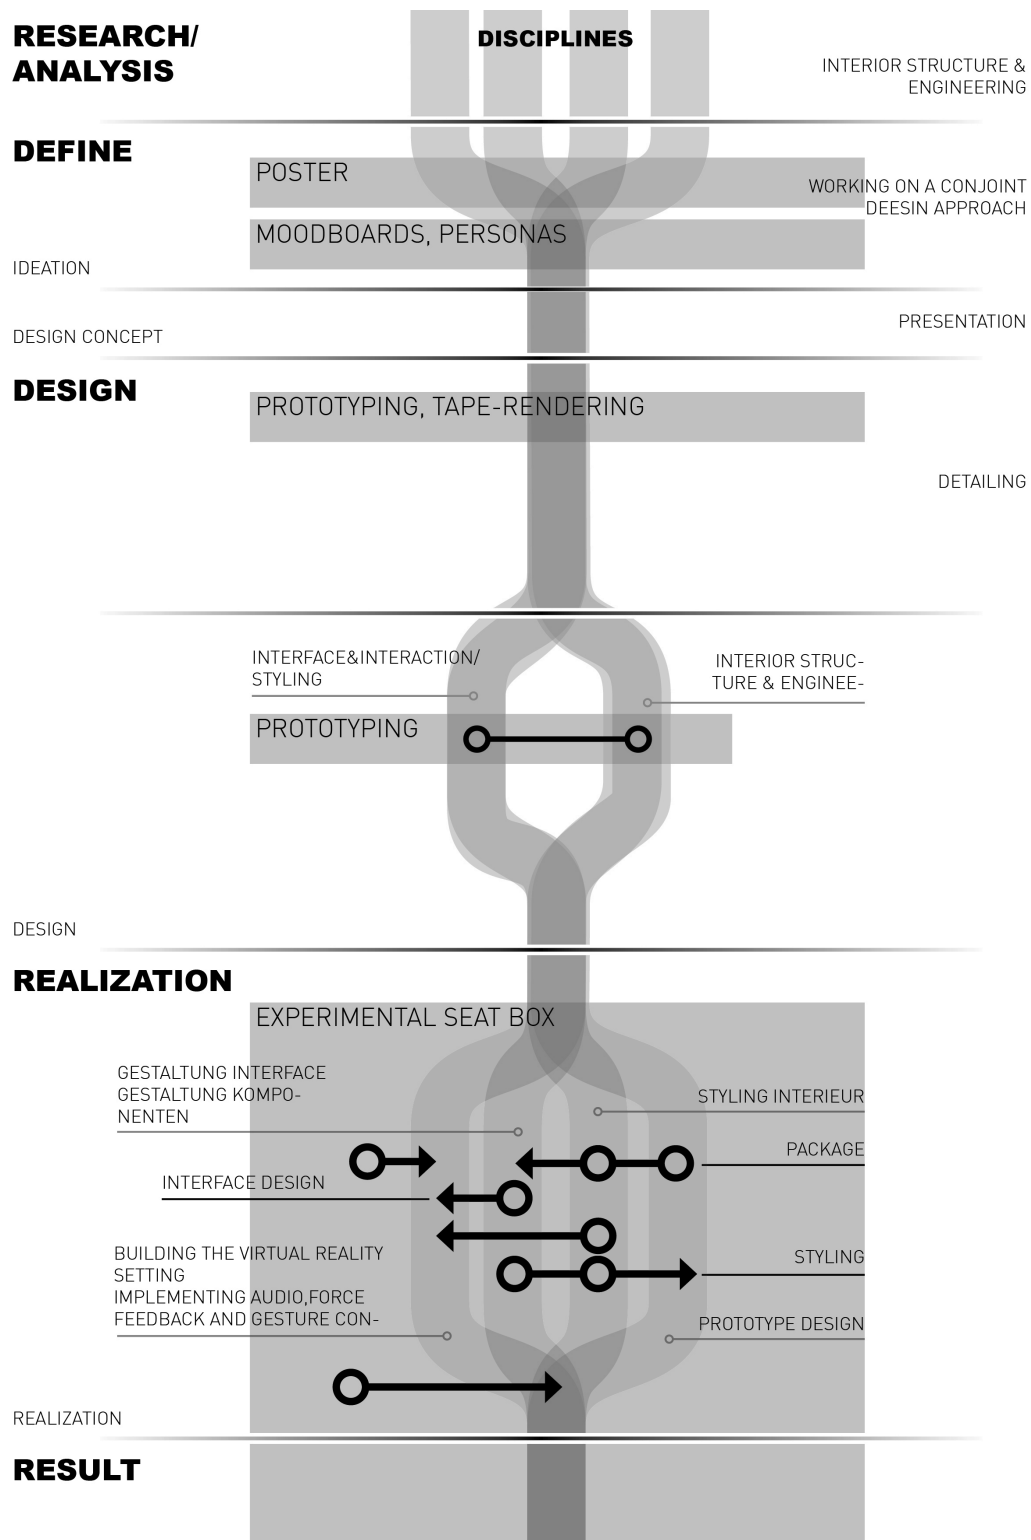 RESEARCH/
ANALYSIS
DISCIPLINES
INTERIOR STRUCTURE &
ENGINEERING
DEFINE
POSTER
WORKING ON A CONJOINT
DEESIN APPROACH
MOODBOARDS, PERSONAS
IDEATION
PRESENTATION
DESIGN CONCEPT
DESIGN
PROTOTYPING, TAPE-RENDERING
DETAILING
INTERFACE&INTERACTION/
STYLING
INTERIOR STRUC-
TURE & ENGINEE-
PROTOTYPING
DESIGN
REALIZATION
EXPERIMENTAL SEAT BOX
GESTALTUNG INTERFACE
GESTALTUNG KOMPO-
NENTEN
STYLING INTERIEUR
PACKAGE
INTERFACE DESIGN
BUILDING THE VIRTUAL REALITY
SETTING
IMPLEMENTING AUDIO,FORCE
FEEDBACK AND GESTURE CON-
STYLING
PROTOTYPE DESIGN
REALIZATION
RESULT